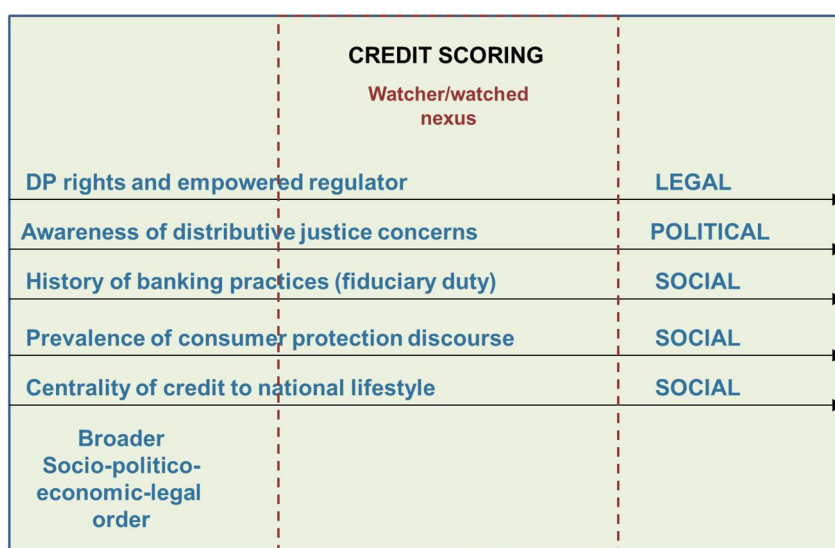 CREDIT SCORING
Watcher/watched
nexus
DP rights and empowered regulator LEGAL
Awareness of distributive justice concerns POLITICAL
History of banking practices (fiduciary duty) SOCIAL
Prevalence of consumer protection discourse SOCIAL
Centrality of credit to national lifestyle SOCIAL
Broader
Socio-politico-
economic-legal
order